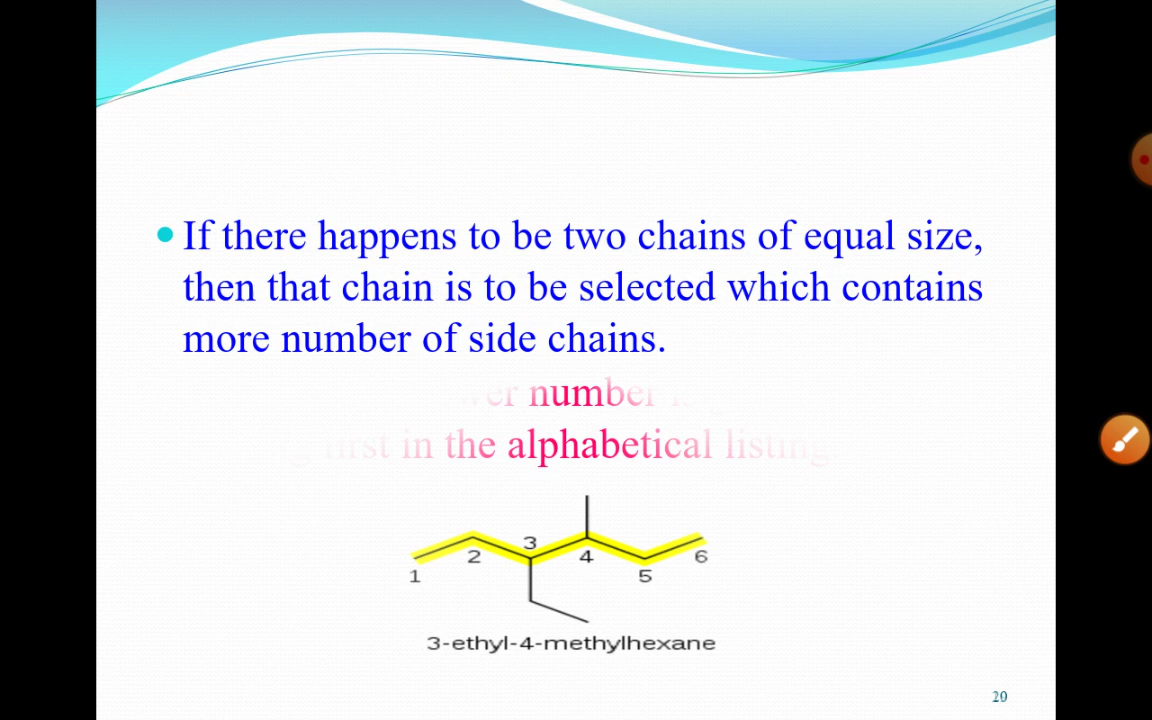 If there happens to be two chains of equal size,
then that chain is to be selected which contains
more number of side chains.
number
first in the alphabetical listing
3
2 4 6
1 5
3-ethyl-4-methylhexane
20